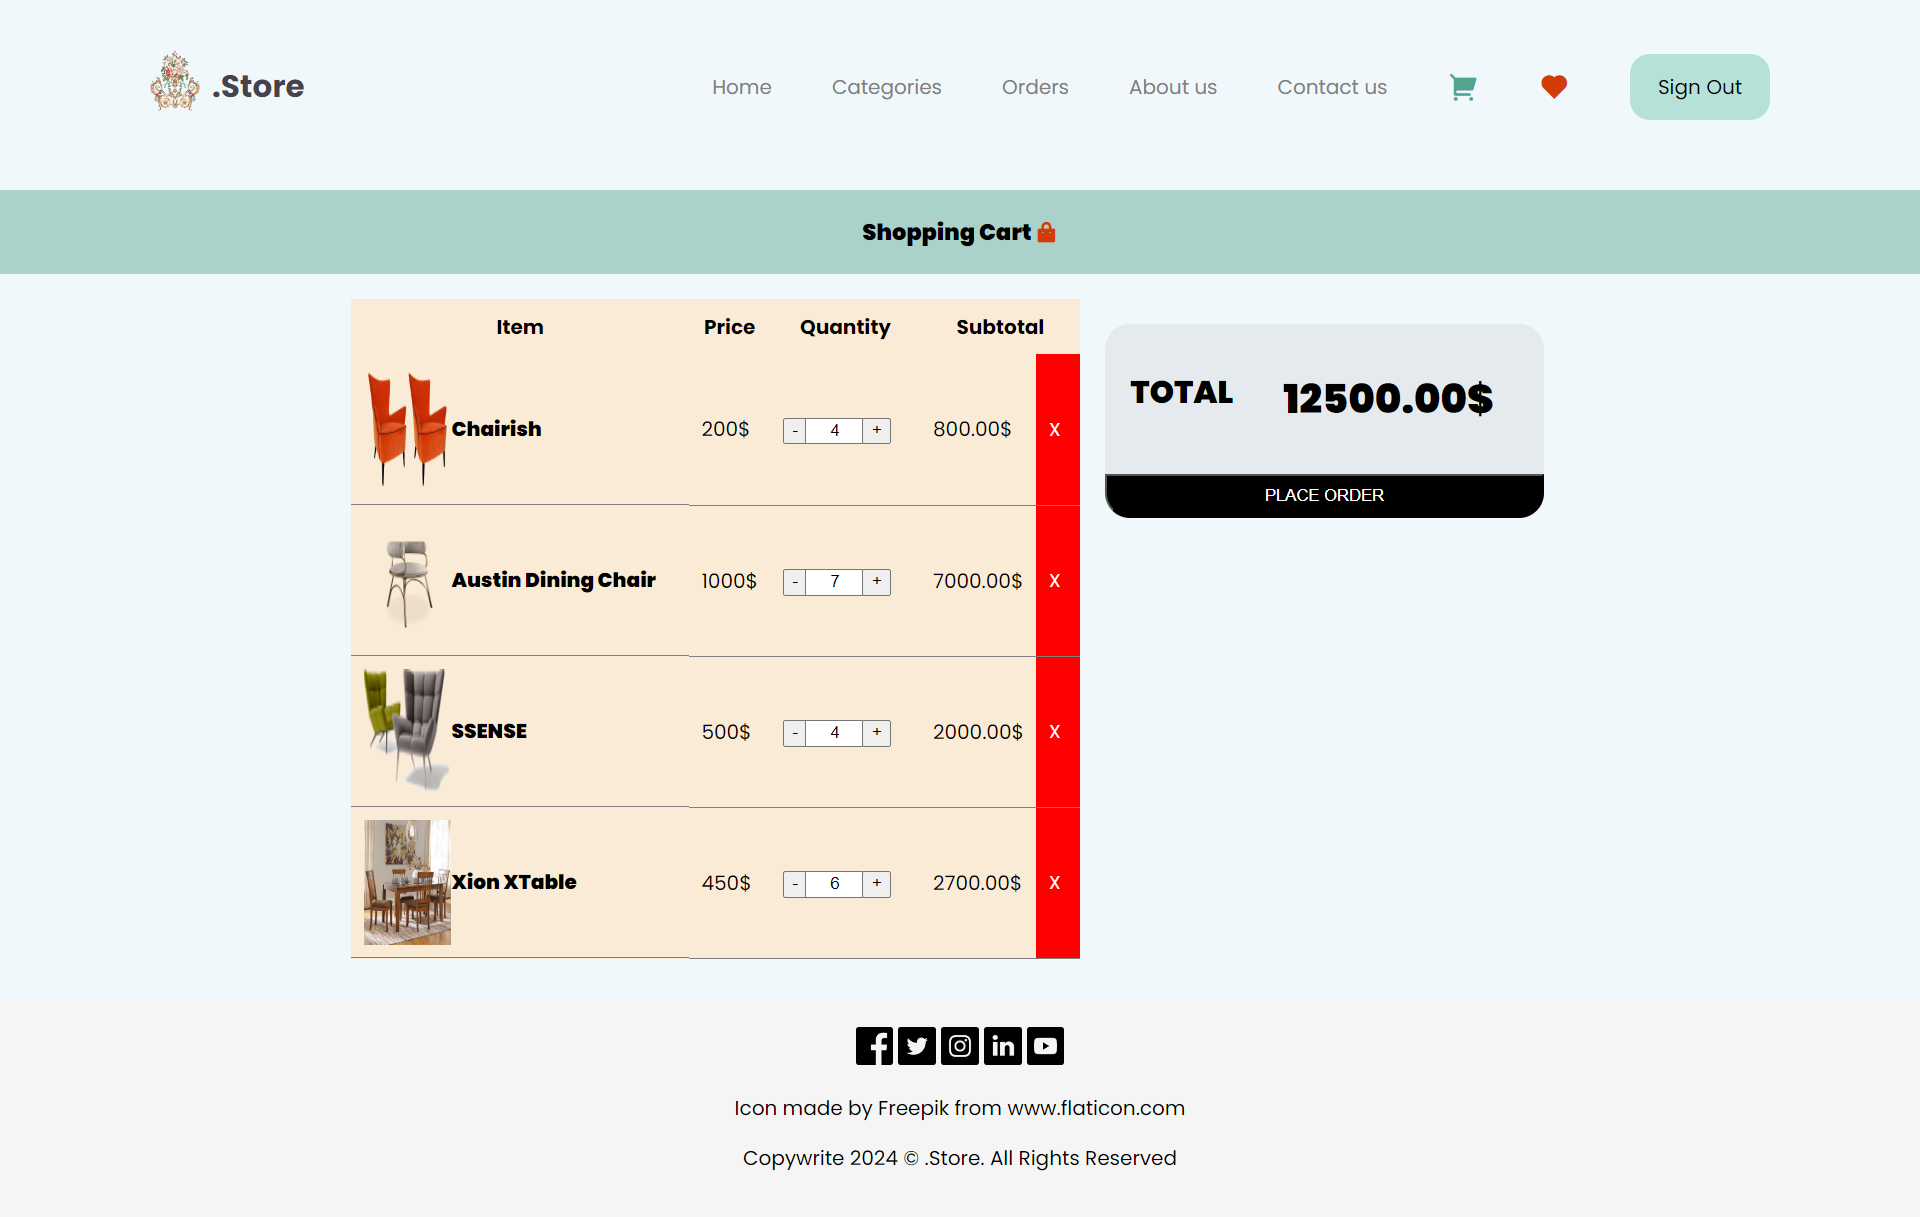 .Store
Home Categories Orders About us Contact us Sign Out
Shopping Cart
Item Price Quantity Subtotal
Chairish 200$ - 4 + 800.00$ X
Austin Dining Chair 1000$ - 7 + 7000.00$ X
SSENSE 500$ - 4 + 2000.00$ X
Xion XTable 450$ - 6 + 2700.00$ X
TOTAL 12500.00$
PLACE ORDER
Icon made by Freepik from www.flaticon.com
Copywrite 2024 © .Store. All Rights Reserved